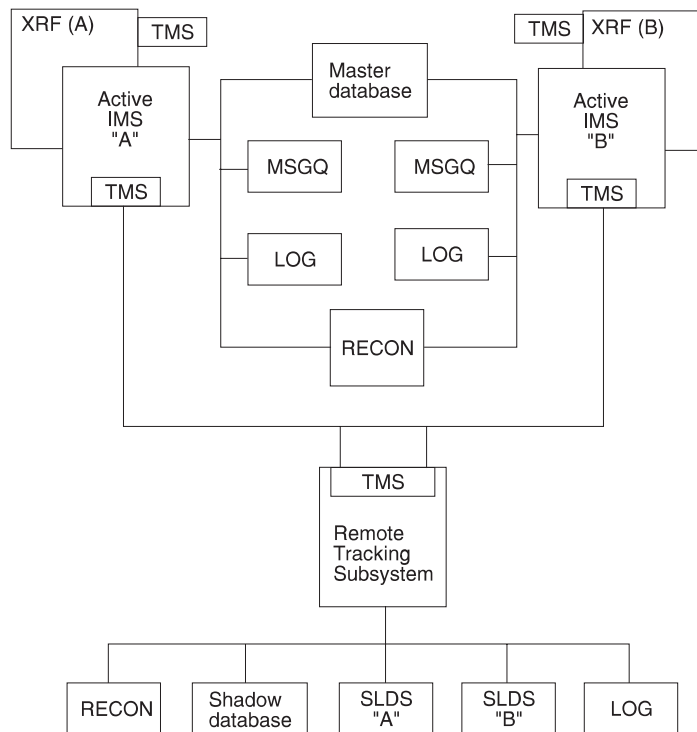 XRF (A)
TMS
TMS
XRF (B)
Master
database
Active
IMS
"A"
Active
IMS
"B"
MSGQ
MSGQ
TMS
TMS
LOG
LOG
RECON
TMS
Remote
Tracking
Subsystem
RECON
Shadow
database
SLDS
"A"
SLDS
"B"
LOG